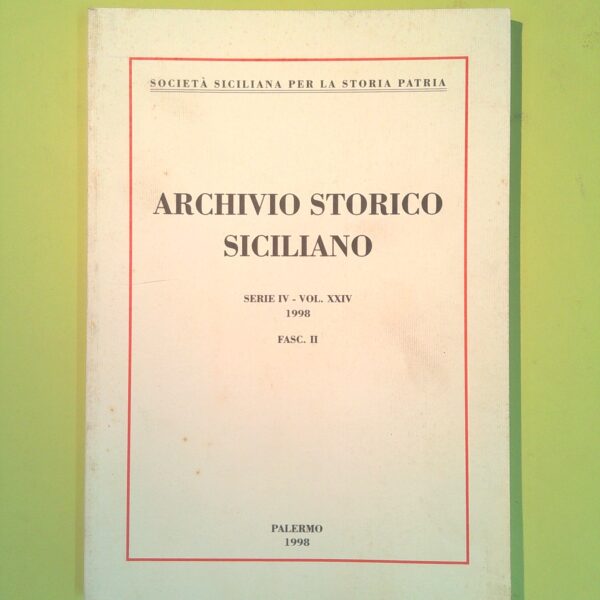 SOCIETÀ SICILIANA PER LA STORIA PATRIA
ARCHIVIO STORICO
SICILIANO
SERIE IV - VOL. XXIV
1998
FASC. II
PALERMO
1998